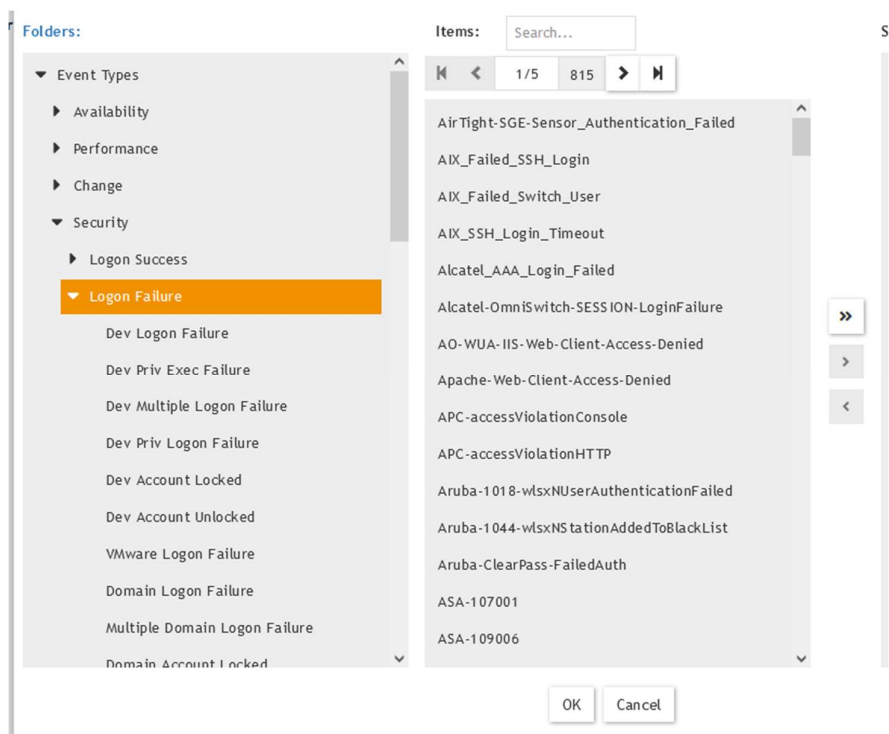 Folders:
Event Types
Availability
Performance
Change
Security
Logon Success
Logon Failure
Dev Logon Failure
Dev Priv Exec Failure
Dev Multiple Logon Failure
Dev Priv Logon Failure
Dev Account Locked
Dev Account Unlocked
VMware Logon Failure
Domain Logon Failure
Multiple Domain Logon Failure
Domain Account Locked
Items:
Search...
1/5 815
AirTight-SGE-Sensor_Authentication_Failed
AIX_Failed_SSH_Login
AIX_Failed_Switch_User
AIX_SSH_Login_Timeout
Alcatel_AAA_Login_Failed
Alcatel-OmniSwitch-SESSION-LoginFailure
AO-WUA-IIS-Web-Client-Access-Denied
Apache-Web-Client-Access-Denied
APC-accessViolationConsole
APC-accessViolationHTTP
Aruba-1018-wlsxNUserAuthenticationFailed
Aruba-1044-wlsxNStationAddedToBlackList
Aruba-ClearPass-FailedAuth
ASA-107001
ASA-109006
S
OK
Cancel